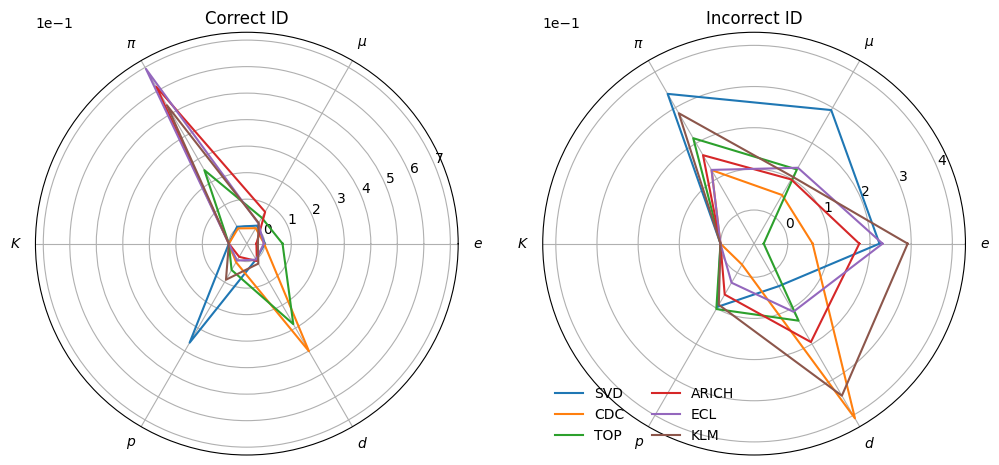 Correct ID
1e−1
e
μ
π
K
p
d
0
1
2
3
4
5
6
7
Incorrect ID
1e−1
e
μ
π
K
p
d
0
1
2
3
4
SVD
CDC
TOP
ARICH
ECL
KLM